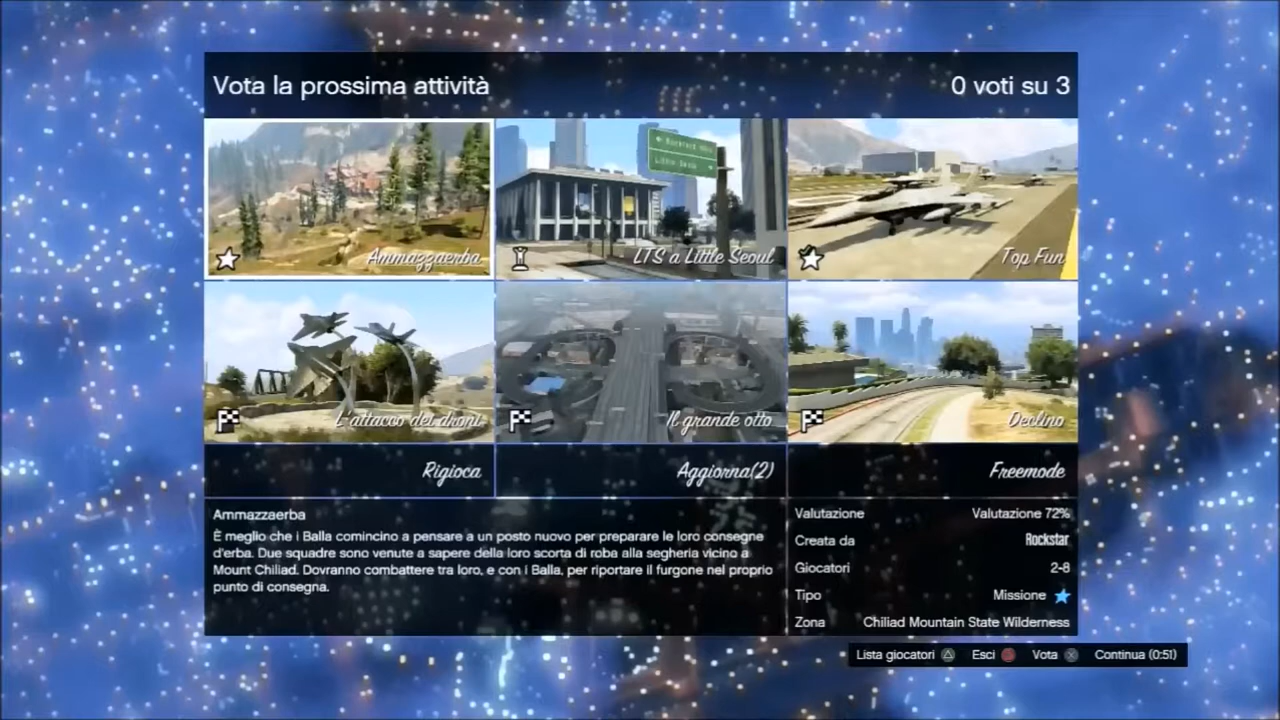 Vota la prossima attività
0 voti su 3
Rockford Hills
Little Seoul
Ammazzaerba
LTS a Little Seoul
Top Fun
L'attacco dei droni
Il grande otto
Declino
Rigioca
Aggiorna(2)
Freemode
Ammazzaerba
È meglio che i Balla comincino a pensare a un posto nuovo per preparare le loro consegne
d'erba. Due squadre sono venute a sapere della loro scorta di roba alla segheria vicino a
Mount Chiliad. Dovranno combattere tra loro, e con i Balla, per riportare il furgone nel proprio
punto di consegna.
Valutazione Valutazione 72%
Creata da Rockstar
Giocatori 2-8
Tipo Missione
Zona Chiliad Mountain State Wilderness
Lista giocatori Esci Vota Continua (0:51)